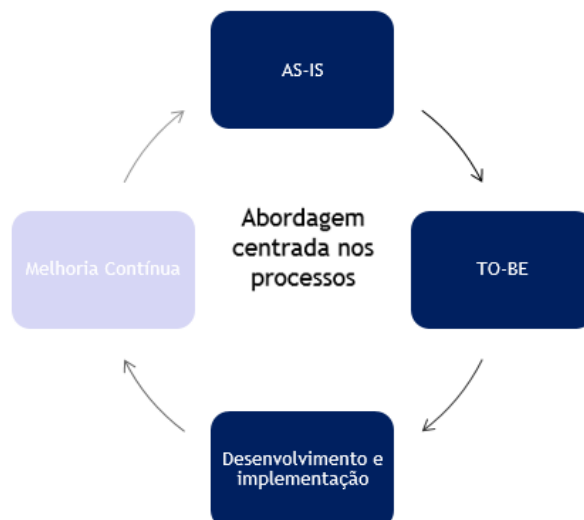 AS-IS
Abordagem
centrada nos
processos
Melhoria Contínua
TO-BE
Desenvolvimento e
implementação